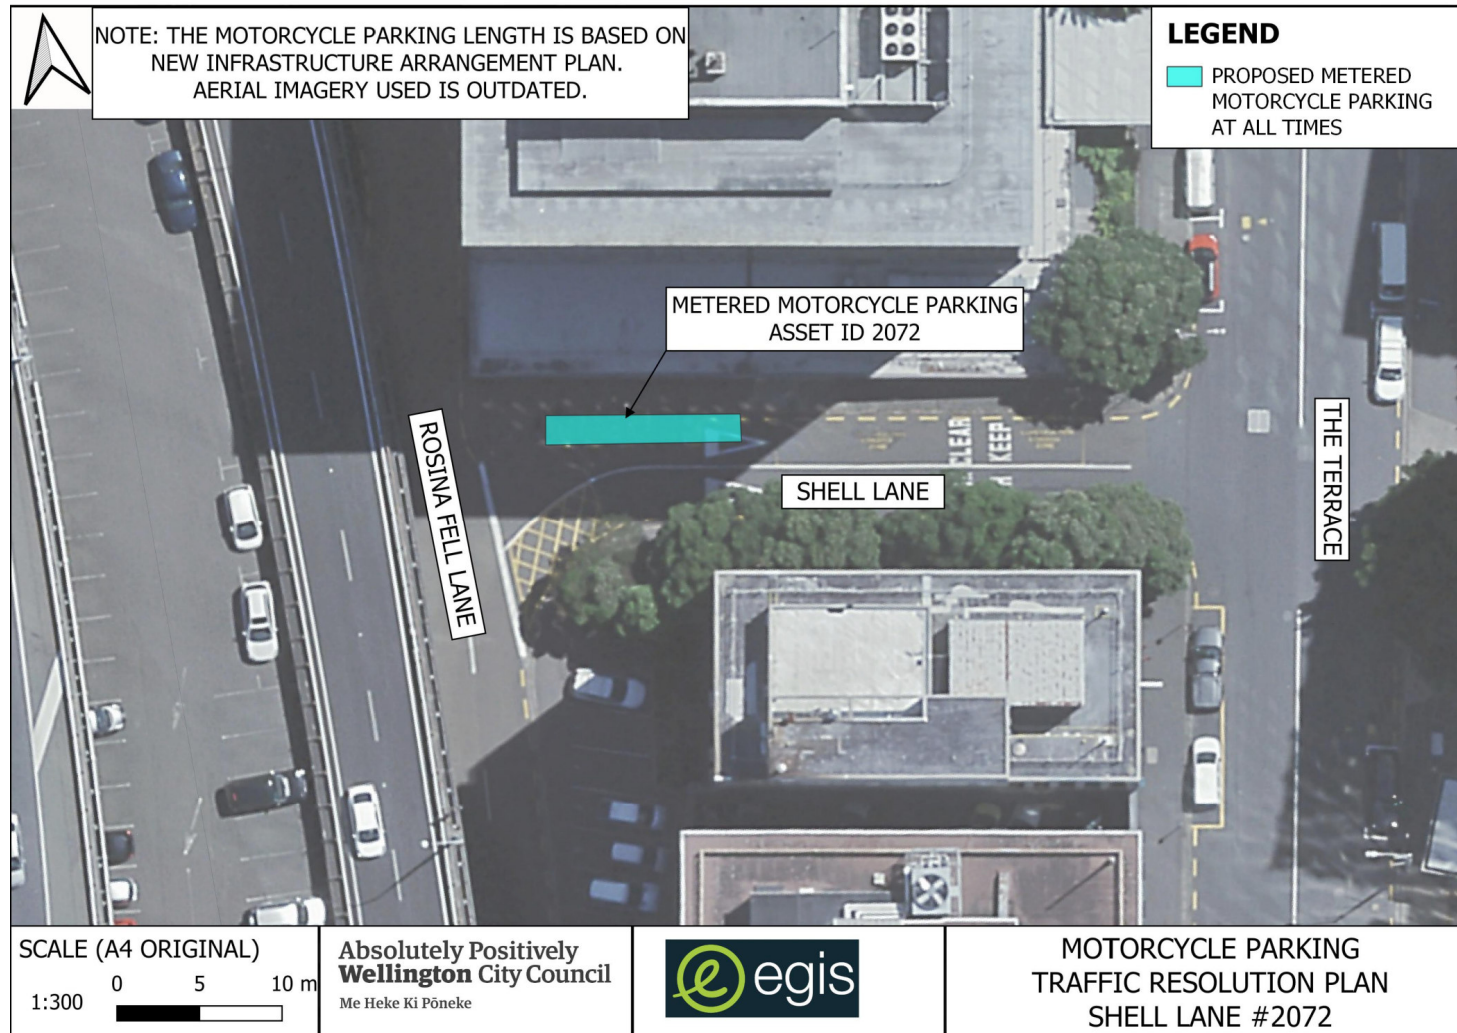 NOTE: THE MOTORCYCLE PARKING LENGTH IS BASED ON
NEW INFRASTRUCTURE ARRANGEMENT PLAN.
AERIAL IMAGERY USED IS OUTDATED.
LEGEND
PROPOSED METERED
MOTORCYCLE PARKING
AT ALL TIMES
METERED MOTORCYCLE PARKING
ASSET ID 2072
ROSINA FELL LANE
CLEAR
KEEP
SHELL LANE
THE TERRACE
SCALE (A4 ORIGINAL)
0 5 10 m
1:300
Absolutely Positively
Wellington City Council
Me Heke Ki Pōneke
e egis
MOTORCYCLE PARKING
TRAFFIC RESOLUTION PLAN
SHELL LANE #2072